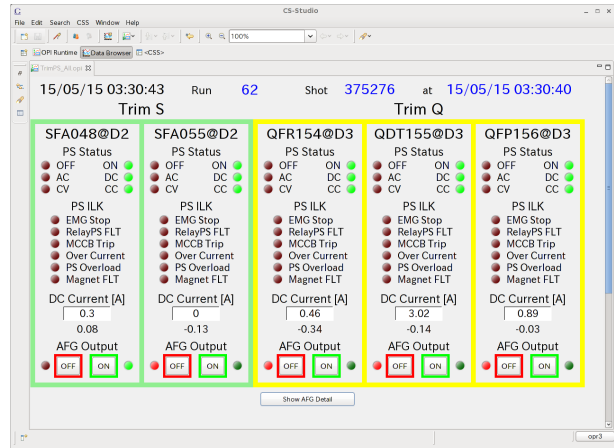 CS-Studio
File Edit Search CSS Window Help
100%
OPI Runtime Data Browser <CSS>
TrimPS_All.opi
15/05/15 03:30:43 Run 62 Shot 375276 at 15/05/15 03:30:40
Trim S Trim Q
SFA048@D2 SFA055@D2 QFR154@D3 QDT155@D3 QFP156@D3
PS Status PS Status PS Status PS Status PS Status
OFF ON OFF ON OFF ON OFF ON OFF ON
AC DC AC DC AC DC AC DC AC DC
CV CC CV CC CV CC CV CC CV CC
PS ILK PS ILK PS ILK PS ILK PS ILK
EMG Stop EMG Stop EMG Stop EMG Stop EMG Stop
RelayPS FLT RelayPS FLT RelayPS FLT RelayPS FLT RelayPS FLT
MCCB Trip MCCB Trip MCCB Trip MCCB Trip MCCB Trip
Over Current Over Current Over Current Over Current Over Current
PS Overload PS Overload PS Overload PS Overload PS Overload
Magnet FLT Magnet FLT Magnet FLT Magnet FLT Magnet FLT
DC Current [A] DC Current [A] DC Current [A] DC Current [A] DC Current [A]
0.3 0 0.46 3.02 0.89
0.08 -0.13 -0.34 -0.14 -0.03
AFG Output AFG Output AFG Output AFG Output AFG Output
OFF ON OFF ON OFF ON OFF ON OFF ON
Show AFG Detail
opr3